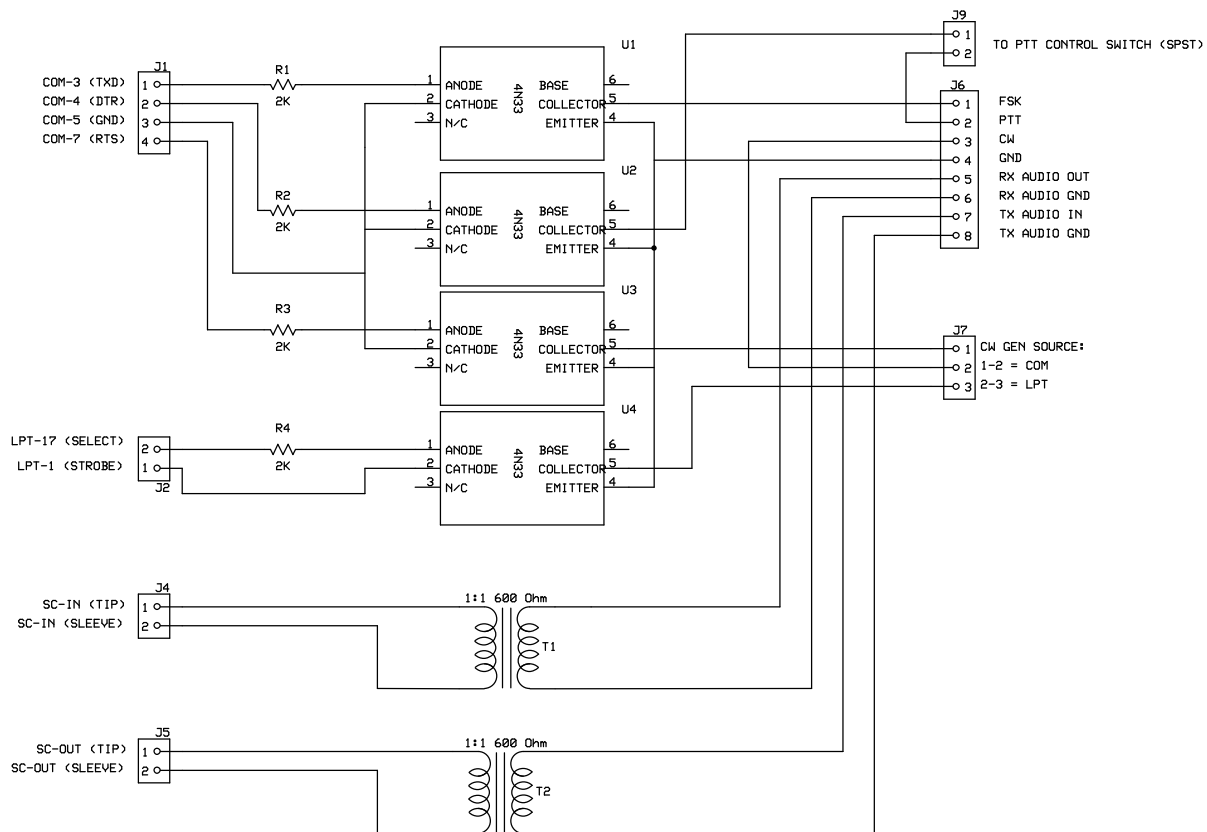 J9
1
2
TO PTT CONTROL SWITCH (SPST)
J1
COM-3 (TXD) 1
COM-4 (DTR) 2
COM-5 (GND) 3
COM-7 (RTS) 4
R1
2K
U1
1 ANODE BASE 6
2 CATHODE COLLECTOR 5
3 N/C EMITTER 4
4N33
J6
1 FSK
2 PTT
3 CW
4 GND
5 RX AUDIO OUT
6 RX AUDIO GND
7 TX AUDIO IN
8 TX AUDIO GND
R2
2K
U2
1 ANODE BASE 6
2 CATHODE COLLECTOR 5
3 N/C EMITTER 4
4N33
R3
2K
U3
1 ANODE BASE 6
2 CATHODE COLLECTOR 5
3 N/C EMITTER 4
4N33
J7
1 CW GEN SOURCE:
2 1-2 = COM
3 2-3 = LPT
LPT-17 (SELECT) 2
LPT-1 (STROBE) 1
J2
R4
2K
U4
1 ANODE BASE 6
2 CATHODE COLLECTOR 5
3 N/C EMITTER 4
4N33
J4
SC-IN (TIP) 1
SC-IN (SLEEVE) 2
1:1 600 Ohm
T1
J5
SC-OUT (TIP) 1
SC-OUT (SLEEVE) 2
1:1 600 Ohm
T2